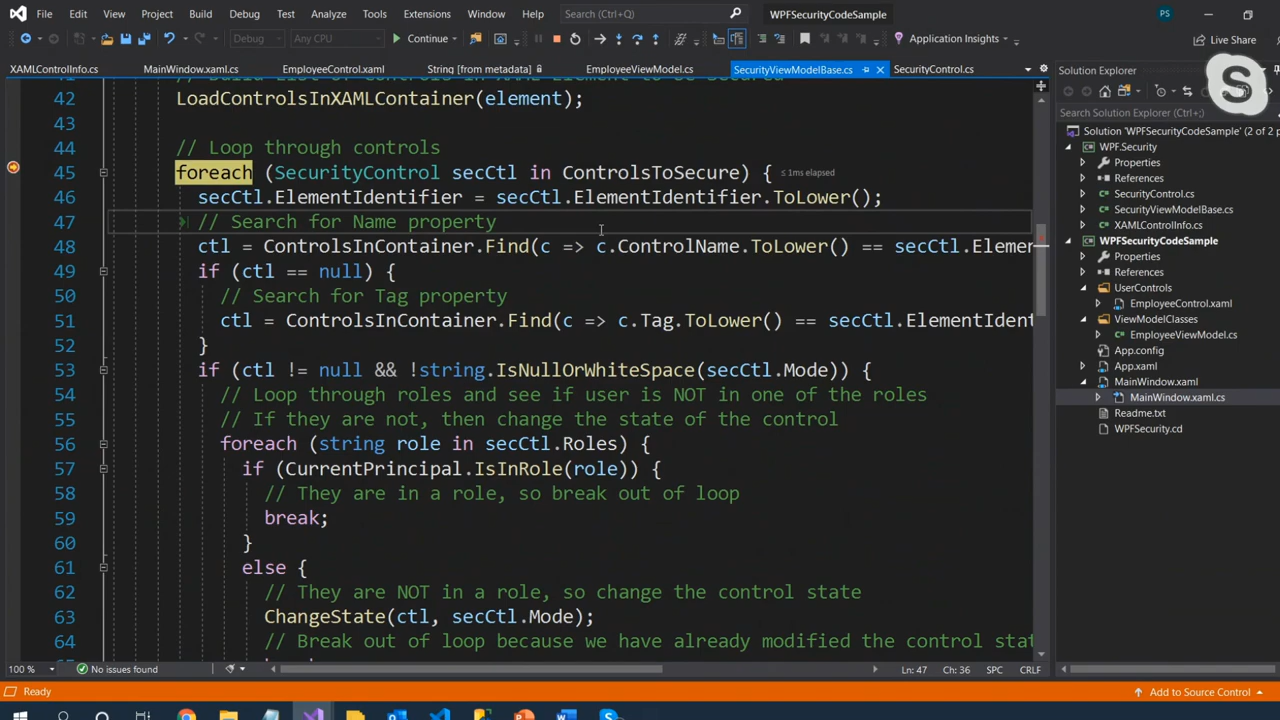 File Edit View Project Build Debug Test Analyze Tools Extensions Window Help Search (Ctrl+Q) WPFSecurityCodeSample PS
Debug Any CPU Continue Application Insights Live Share
XAMLControlInfo.cs MainWindow.xaml.cs EmployeeControl.xaml String [from metadata] EmployeeViewModel.cs SecurityViewModelBase.cs SecurityControl.cs
42 LoadControlsInXAMLContainer(element);
43
44 // Loop through controls
45 foreach (SecurityControl secCtl in ControlsToSecure) { ≤ 1ms elapsed
46 secCtl.ElementIdentifier = secCtl.ElementIdentifier.ToLower();
47 // Search for Name property
48 ctl = ControlsInContainer.Find(c => c.ControlName.ToLower() == secCtl.Elemen
49 if (ctl == null) {
50 // Search for Tag property
51 ctl = ControlsInContainer.Find(c => c.Tag.ToLower() == secCtl.ElementIdent
52 }
53 if (ctl != null && !string.IsNullOrWhiteSpace(secCtl.Mode)) {
54 // Loop through roles and see if user is NOT in one of the roles
55 // If they are not, then change the state of the control
56 foreach (string role in secCtl.Roles) {
57 if (CurrentPrincipal.IsInRole(role)) {
58 // They are in a role, so break out of loop
59 break;
60 }
61 else {
62 // They are NOT in a role, so change the control state
63 ChangeState(ctl, secCtl.Mode);
64 // Break out of loop because we have already modified the control stat
Solution Explorer
Search Solution Explorer (Ctrl+;)
Solution 'WPFSecurityCodeSample' (2 of 2 p
WPF.Security
Properties
References
SecurityControl.cs
SecurityViewModelBase.cs
XAMLControlInfo.cs
WPFSecurityCodeSample
Properties
References
UserControls
EmployeeControl.xaml
ViewModelClasses
EmployeeViewModel.cs
App.config
App.xaml
MainWindow.xaml
MainWindow.xaml.cs
Readme.txt
WPFSecurity.cd
100 % No issues found Ln: 47 Ch: 36 SPC CRLF
Ready Add to Source Control